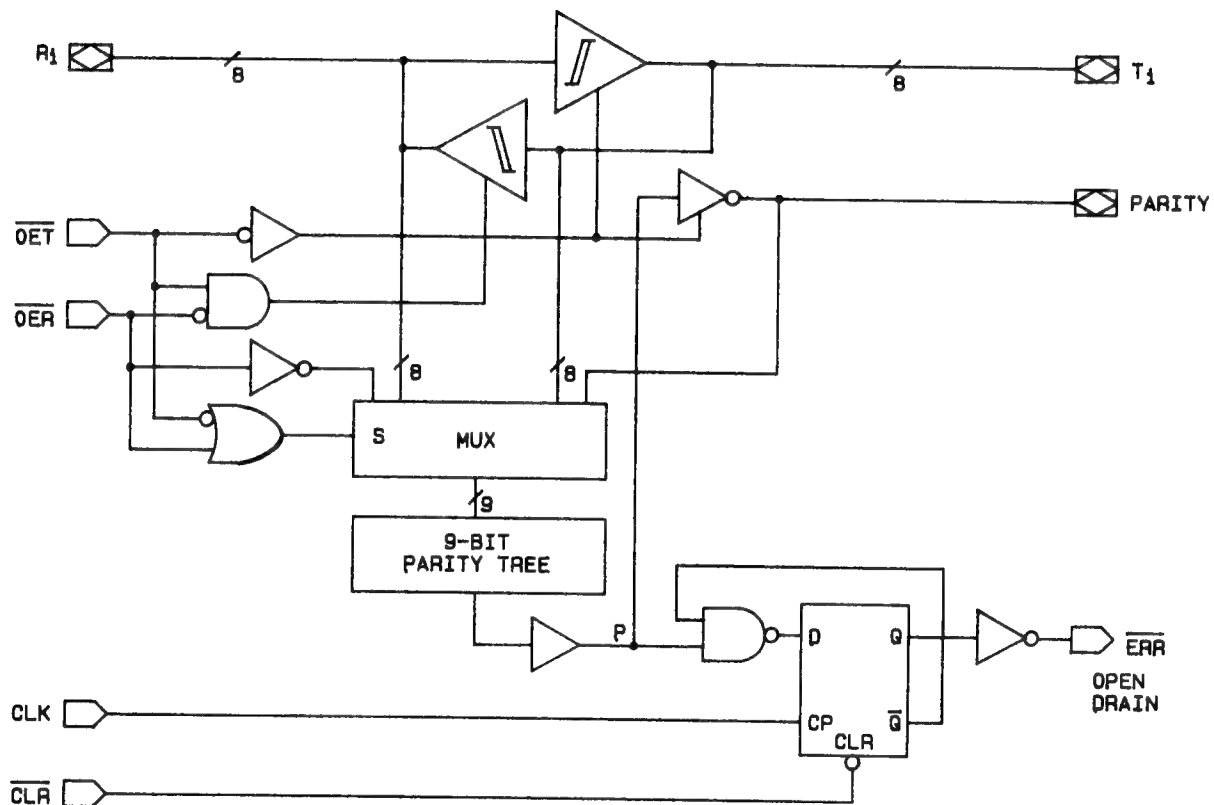 R1
8
8
T1
PARITY
OET
OER
8
8
S
MUX
9
9-BIT
PARITY TREE
P
D
Q
ERR
OPEN
DRAIN
CLK
CP
Q
CLR
CLR